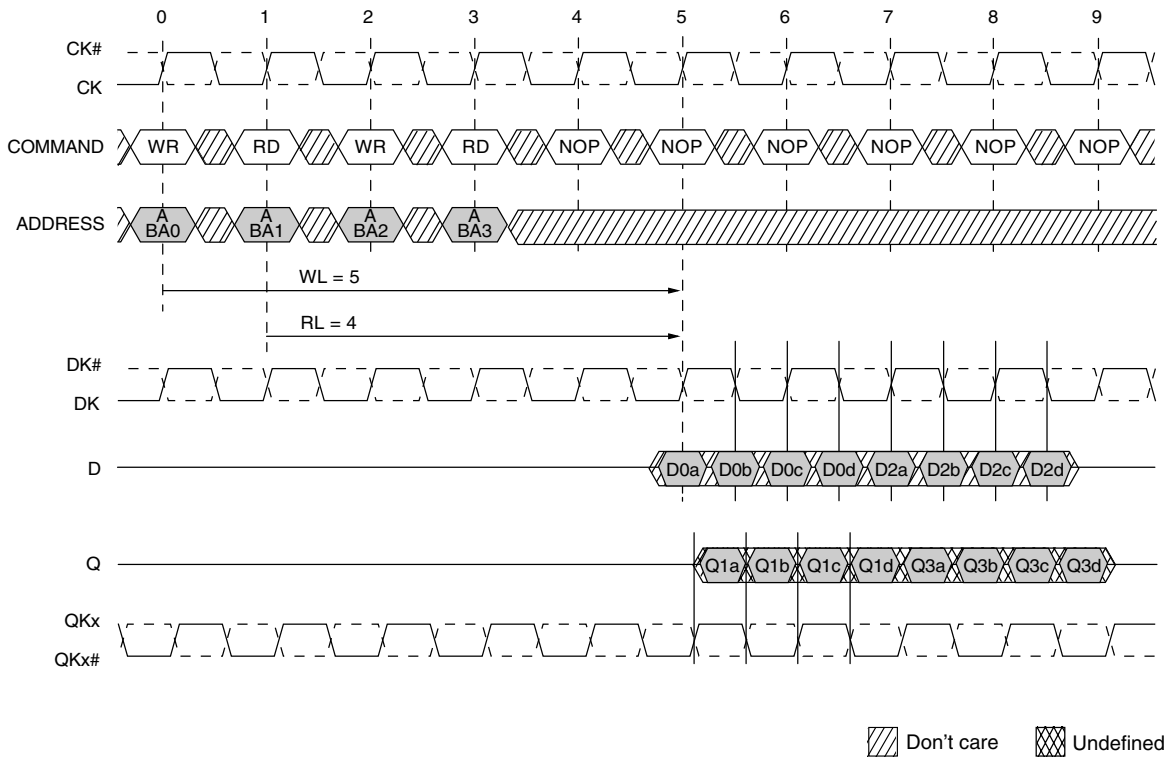 0 1 2 3 4 5 6 7 8 9
CK#
CK
COMMAND WR RD WR RD NOP NOP NOP NOP NOP NOP
ADDRESS A BA0 A BA1 A BA2 A BA3
WL = 5
RL = 4
DK#
DK
D D0a D0b D0c D0d D2a D2b D2c D2d
Q Q1a Q1b Q1c Q1d Q3a Q3b Q3c Q3d
QKx
QKx#
Don't care Undefined